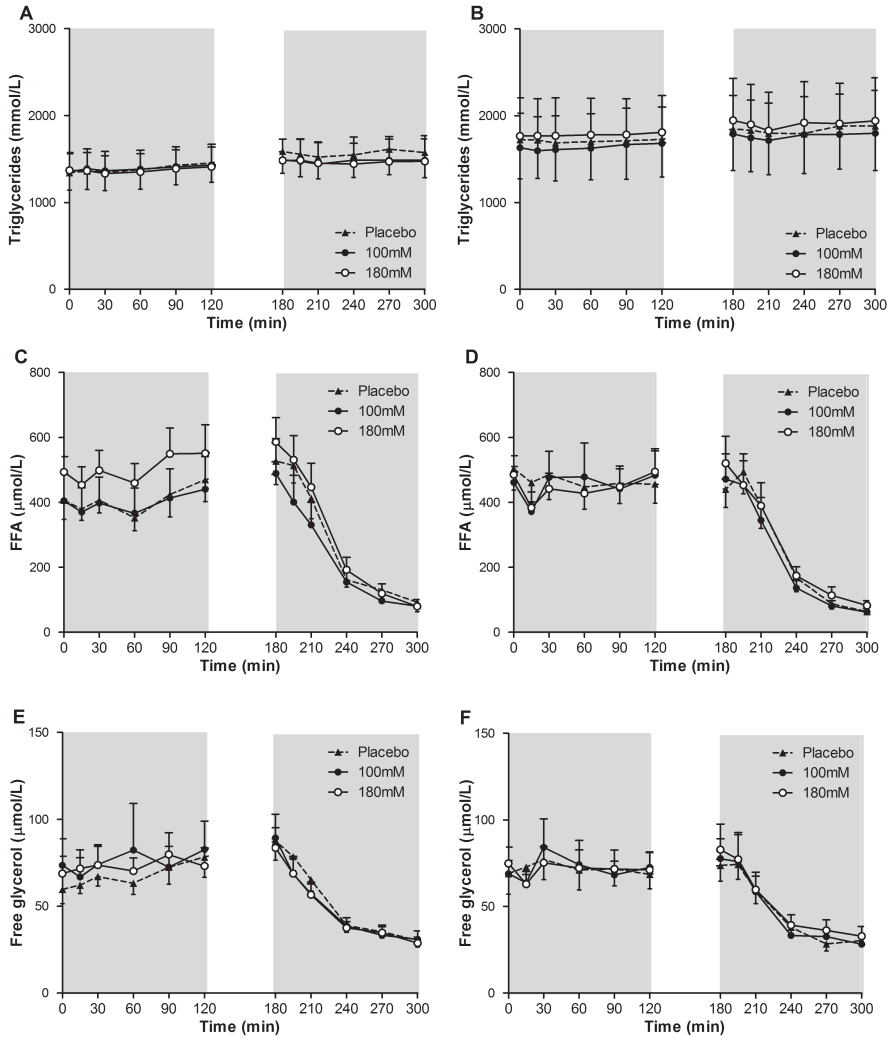 A
Triglycerides (mmol/L)
3000
2000
1000
0
Placebo
100mM
180mM
0 30 60 90 120 180 210 240 270 300
Time (min)
B
Triglycerides (mmol/L)
3000
2000
1000
0
Placebo
100mM
180mM
0 30 60 90 120 180 210 240 270 300
Time (min)
C
FFA (μmol/L)
800
600
400
200
0
Placebo
100mM
180mM
0 30 60 90 120 180 210 240 270 300
Time (min)
D
FFA (μmol/L)
800
600
400
200
0
Placebo
100mM
180mM
0 30 60 90 120 180 210 240 270 300
Time (min)
E
Free glycerol (μmol/L)
150
100
50
0
Placebo
100mM
180mM
0 30 60 90 120 180 210 240 270 300
Time (min)
F
Free glycerol (μmol/L)
150
100
50
0
Placebo
100mM
180mM
0 30 60 90 120 180 210 240 270 300
Time (min)